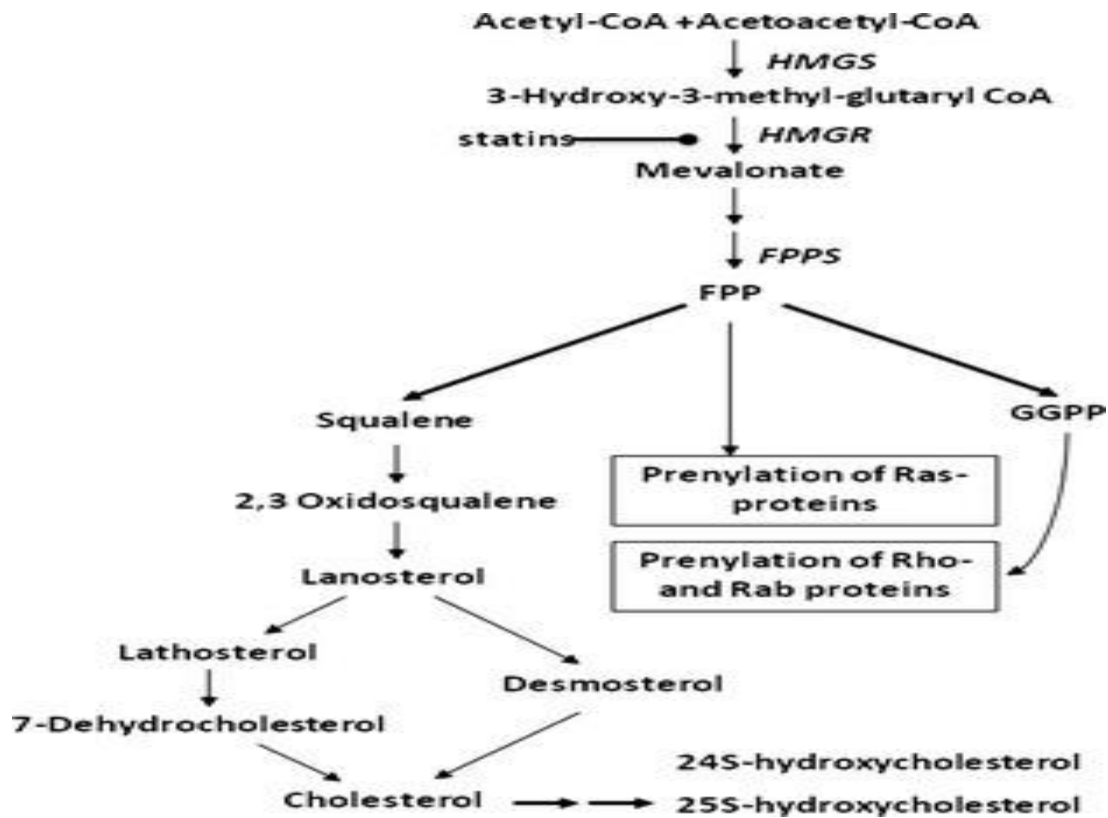 Acetyl-CoA +Acetoacetyl-CoA
HMGS
3-Hydroxy-3-methyl-glutaryl CoA
statins
HMGR
Mevalonate
FPPS
FPP
Squalene
GGPP
Prenylation of Ras-
proteins
2,3 Oxidosqualene
Prenylation of Rho-
and Rab proteins
Lanosterol
Lathosterol
Desmosterol
7-Dehydrocholesterol
24S-hydroxycholesterol
Cholesterol
25S-hydroxycholesterol